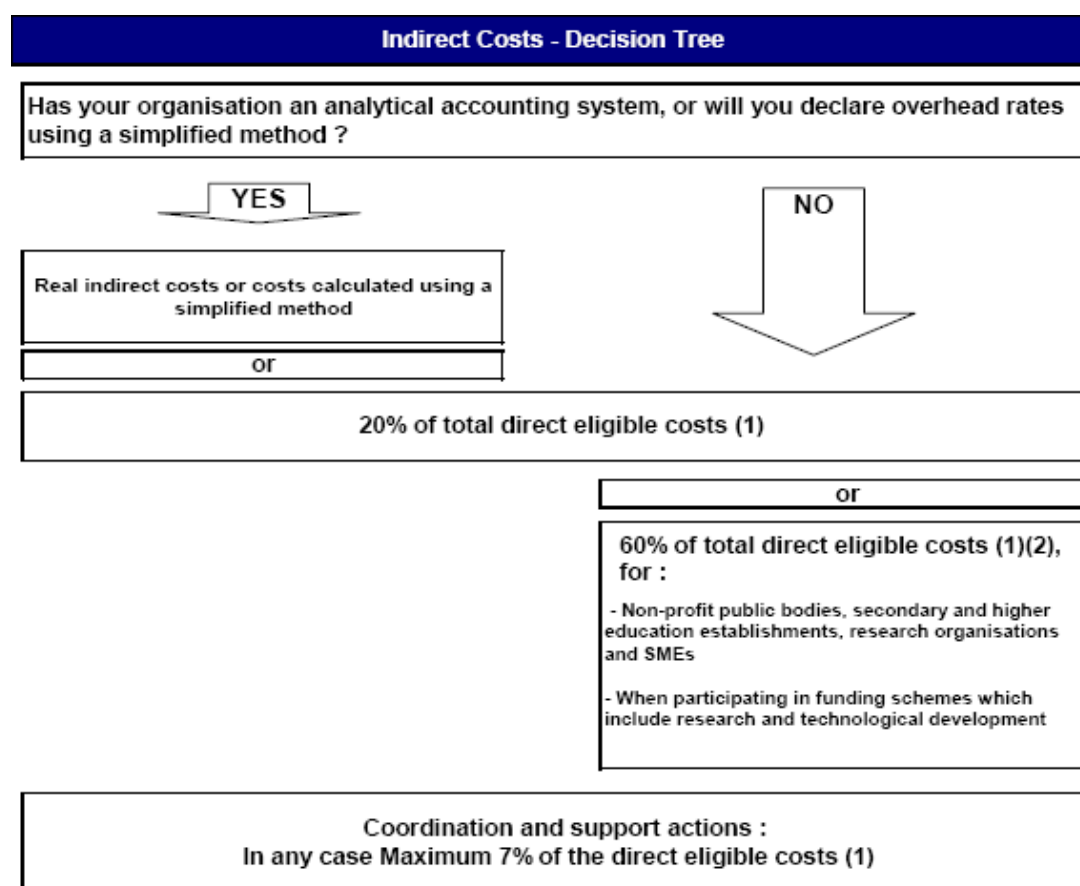 Indirect Costs - Decision Tree
Has your organisation an analytical accounting system, or will you declare overhead rates
using a simplified method ?
YES
NO
Real indirect costs or costs calculated using a
simplified method
or
20% of total direct eligible costs (1)
or
60% of total direct eligible costs (1)(2),
for :
- Non-profit public bodies, secondary and higher
education establishments, research organisations
and SMEs
- When participating in funding schemes which
include research and technological development
Coordination and support actions :
In any case Maximum 7% of the direct eligible costs (1)